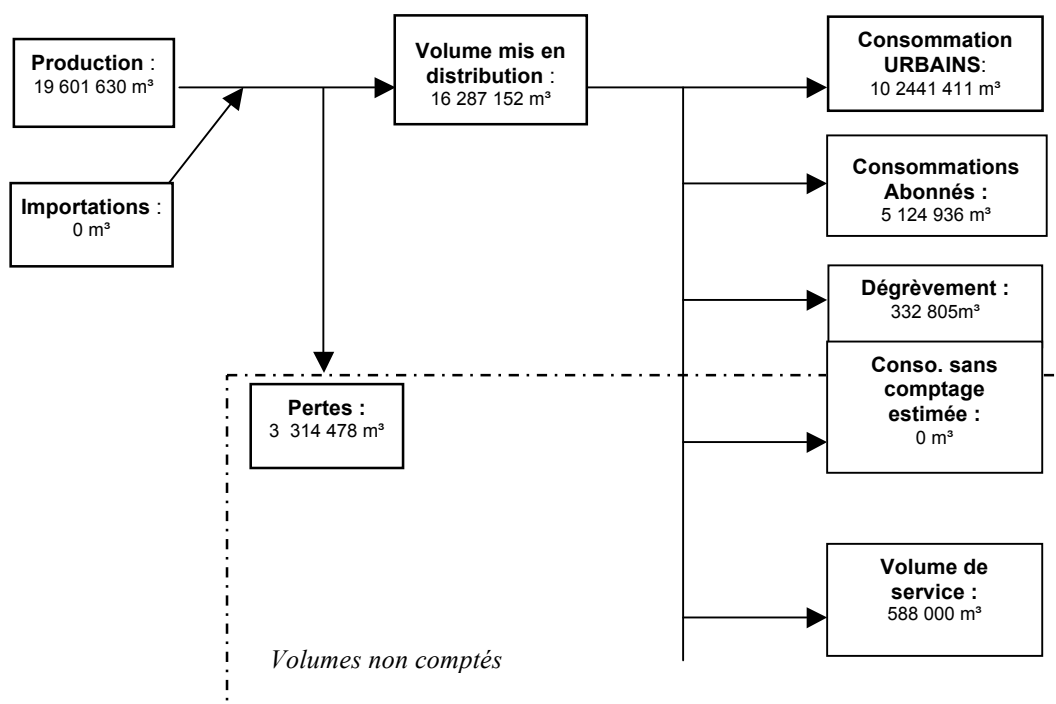 Production :
19 601 630 m³
Importations :
0 m³
Volume mis en
distribution :
16 287 152 m³
Pertes :
3 314 478 m³
Consommation
URBAINS:
10 2441 411 m³
Consommations
Abonnés :
5 124 936 m³
Dégrèvement :
332 805m³
Conso. sans
comptage
estimée :
0 m³
Volume de
service :
588 000 m³
Volumes non comptés